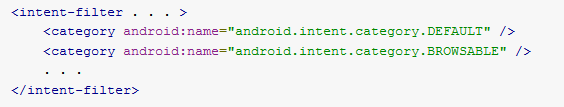 <intent-filter . . . >
    <category android:name="android.intent.category.DEFAULT" />
    <category android:name="android.intent.category.BROWSABLE" />
    . . .
</intent-filter>